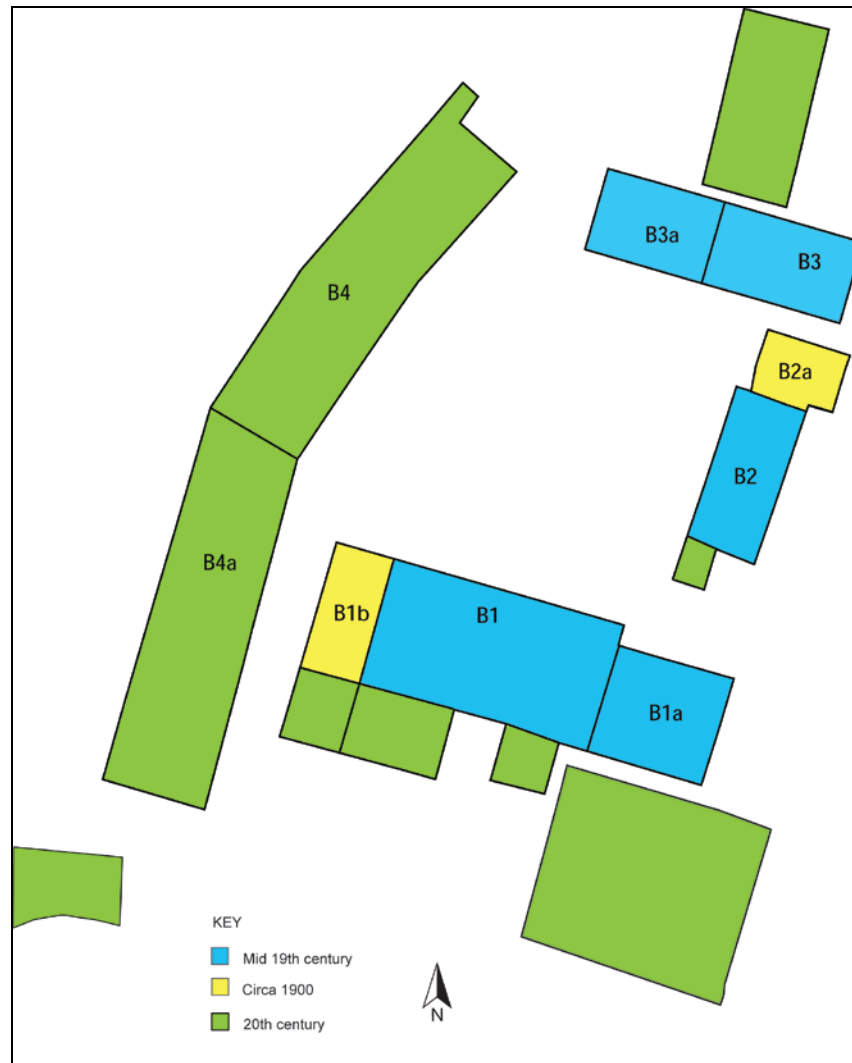 B3a
B3
B4
B2a
B2
B4a
B1b
B1
B1a
KEY
Mid 19th century
Circa 1900
20th century
N